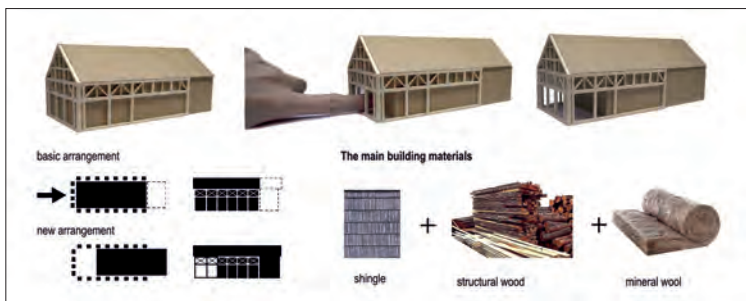 basic arrangement
The main building materials
new arrangement
shingle
structural wood
mineral wool